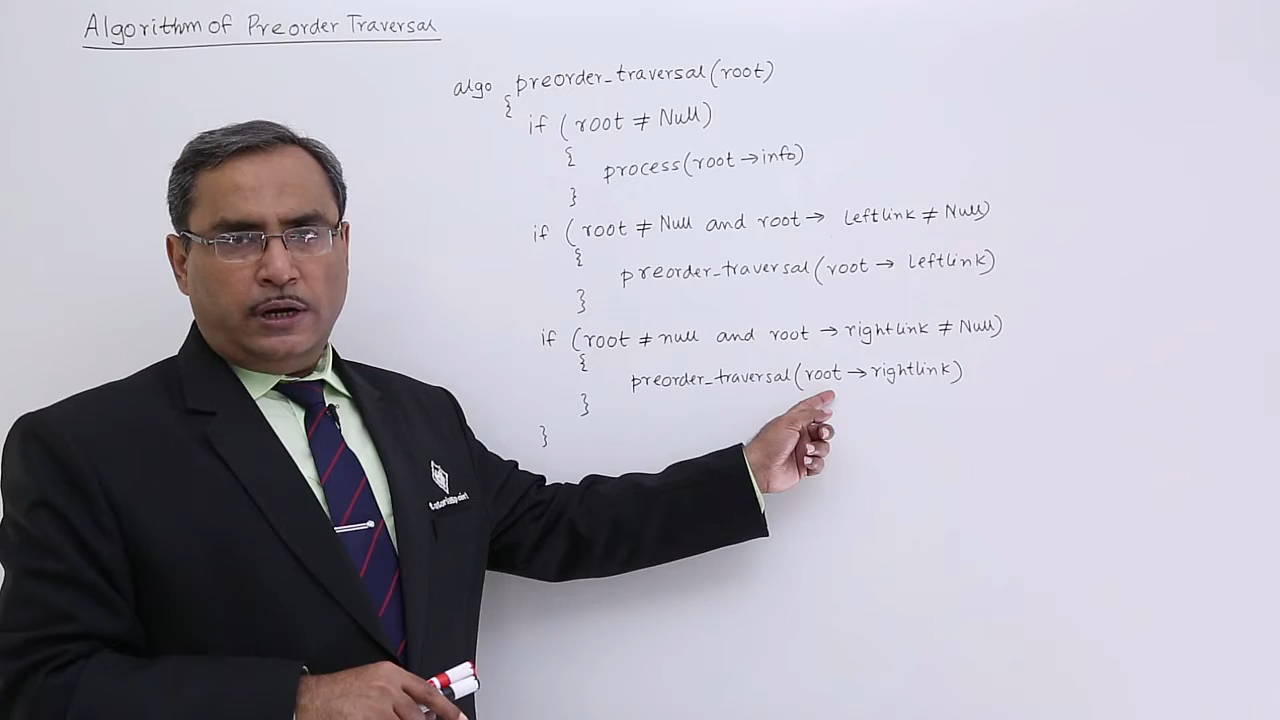 Algorithm of Preorder Traversal
algo preorder_traversal(root)
{
if (root ≠ Null)
{
process(root→info)
}
if (root ≠ Null and root → leftlink ≠ Null)
{
preorder_traversal(root → leftlink)
}
if (root ≠ null and root → rightlink ≠ Null)
{
preorder_traversal(root →rightlink)
}
}
tutorialspoint